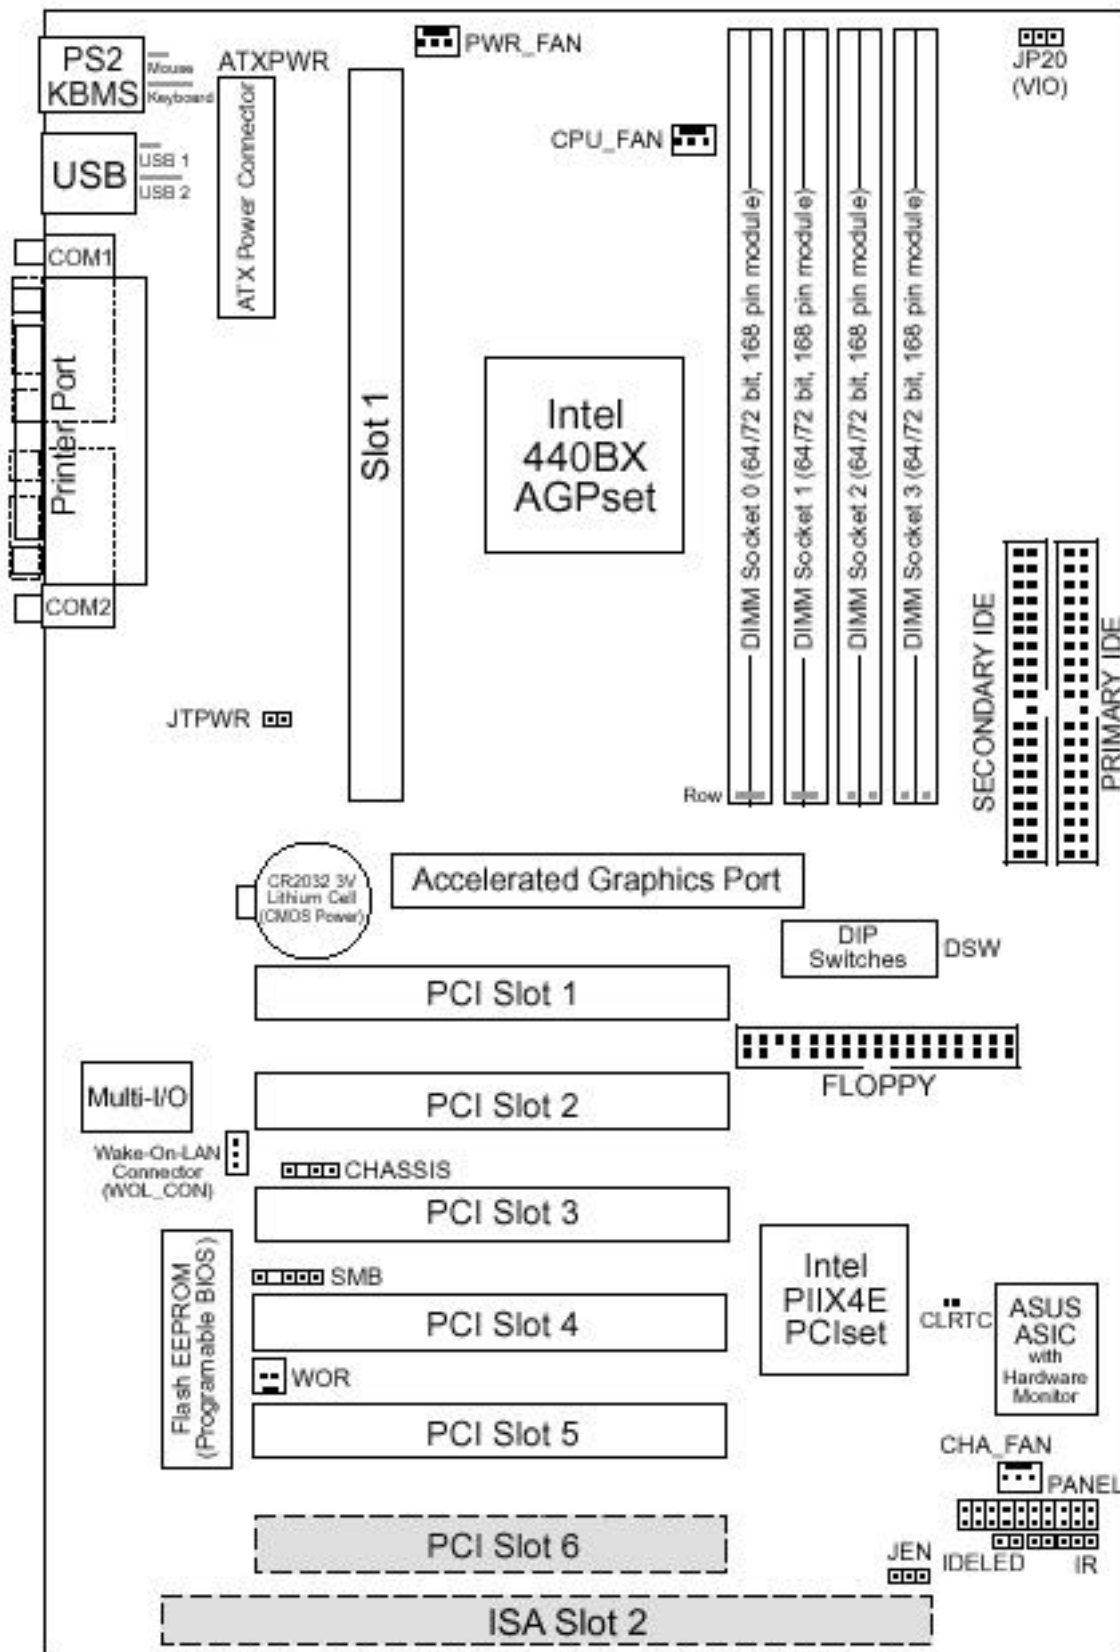 PS2
KBMS
Mouse
Keyboard
ATXPWR
PWR_FAN
JP20
(VIO)
CPU_FAN
USB
USB 1
USB 2
ATX Power Connector
COM1
Printer Port
COM2
Slot 1
Intel
440BX
AGPset
DIMM Socket 0 (64/72 bit, 168 pin module)
DIMM Socket 1 (64/72 bit, 168 pin module)
DIMM Socket 2 (64/72 bit, 168 pin module)
DIMM Socket 3 (64/72 bit, 168 pin module)
SECONDARY IDE
PRIMARY IDE
JTPWR
Row
CR2032 3V
Lithium Cell
(CMOS Power)
Accelerated Graphics Port
DIP
Switches
DSW
PCI Slot 1
FLOPPY
Multi-I/O
PCI Slot 2
Wake-On-LAN
Connector
(WOL_CON)
CHASSIS
PCI Slot 3
Flash EEPROM
(Programable BIOS)
SMB
Intel
PIIX4E
PCIset
CLRTC
ASUS
ASIC
with
Hardware
Monitor
PCI Slot 4
WOR
PCI Slot 5
CHA_FAN
PANEL
PCI Slot 6
JEN
IDELED
IR
ISA Slot 2